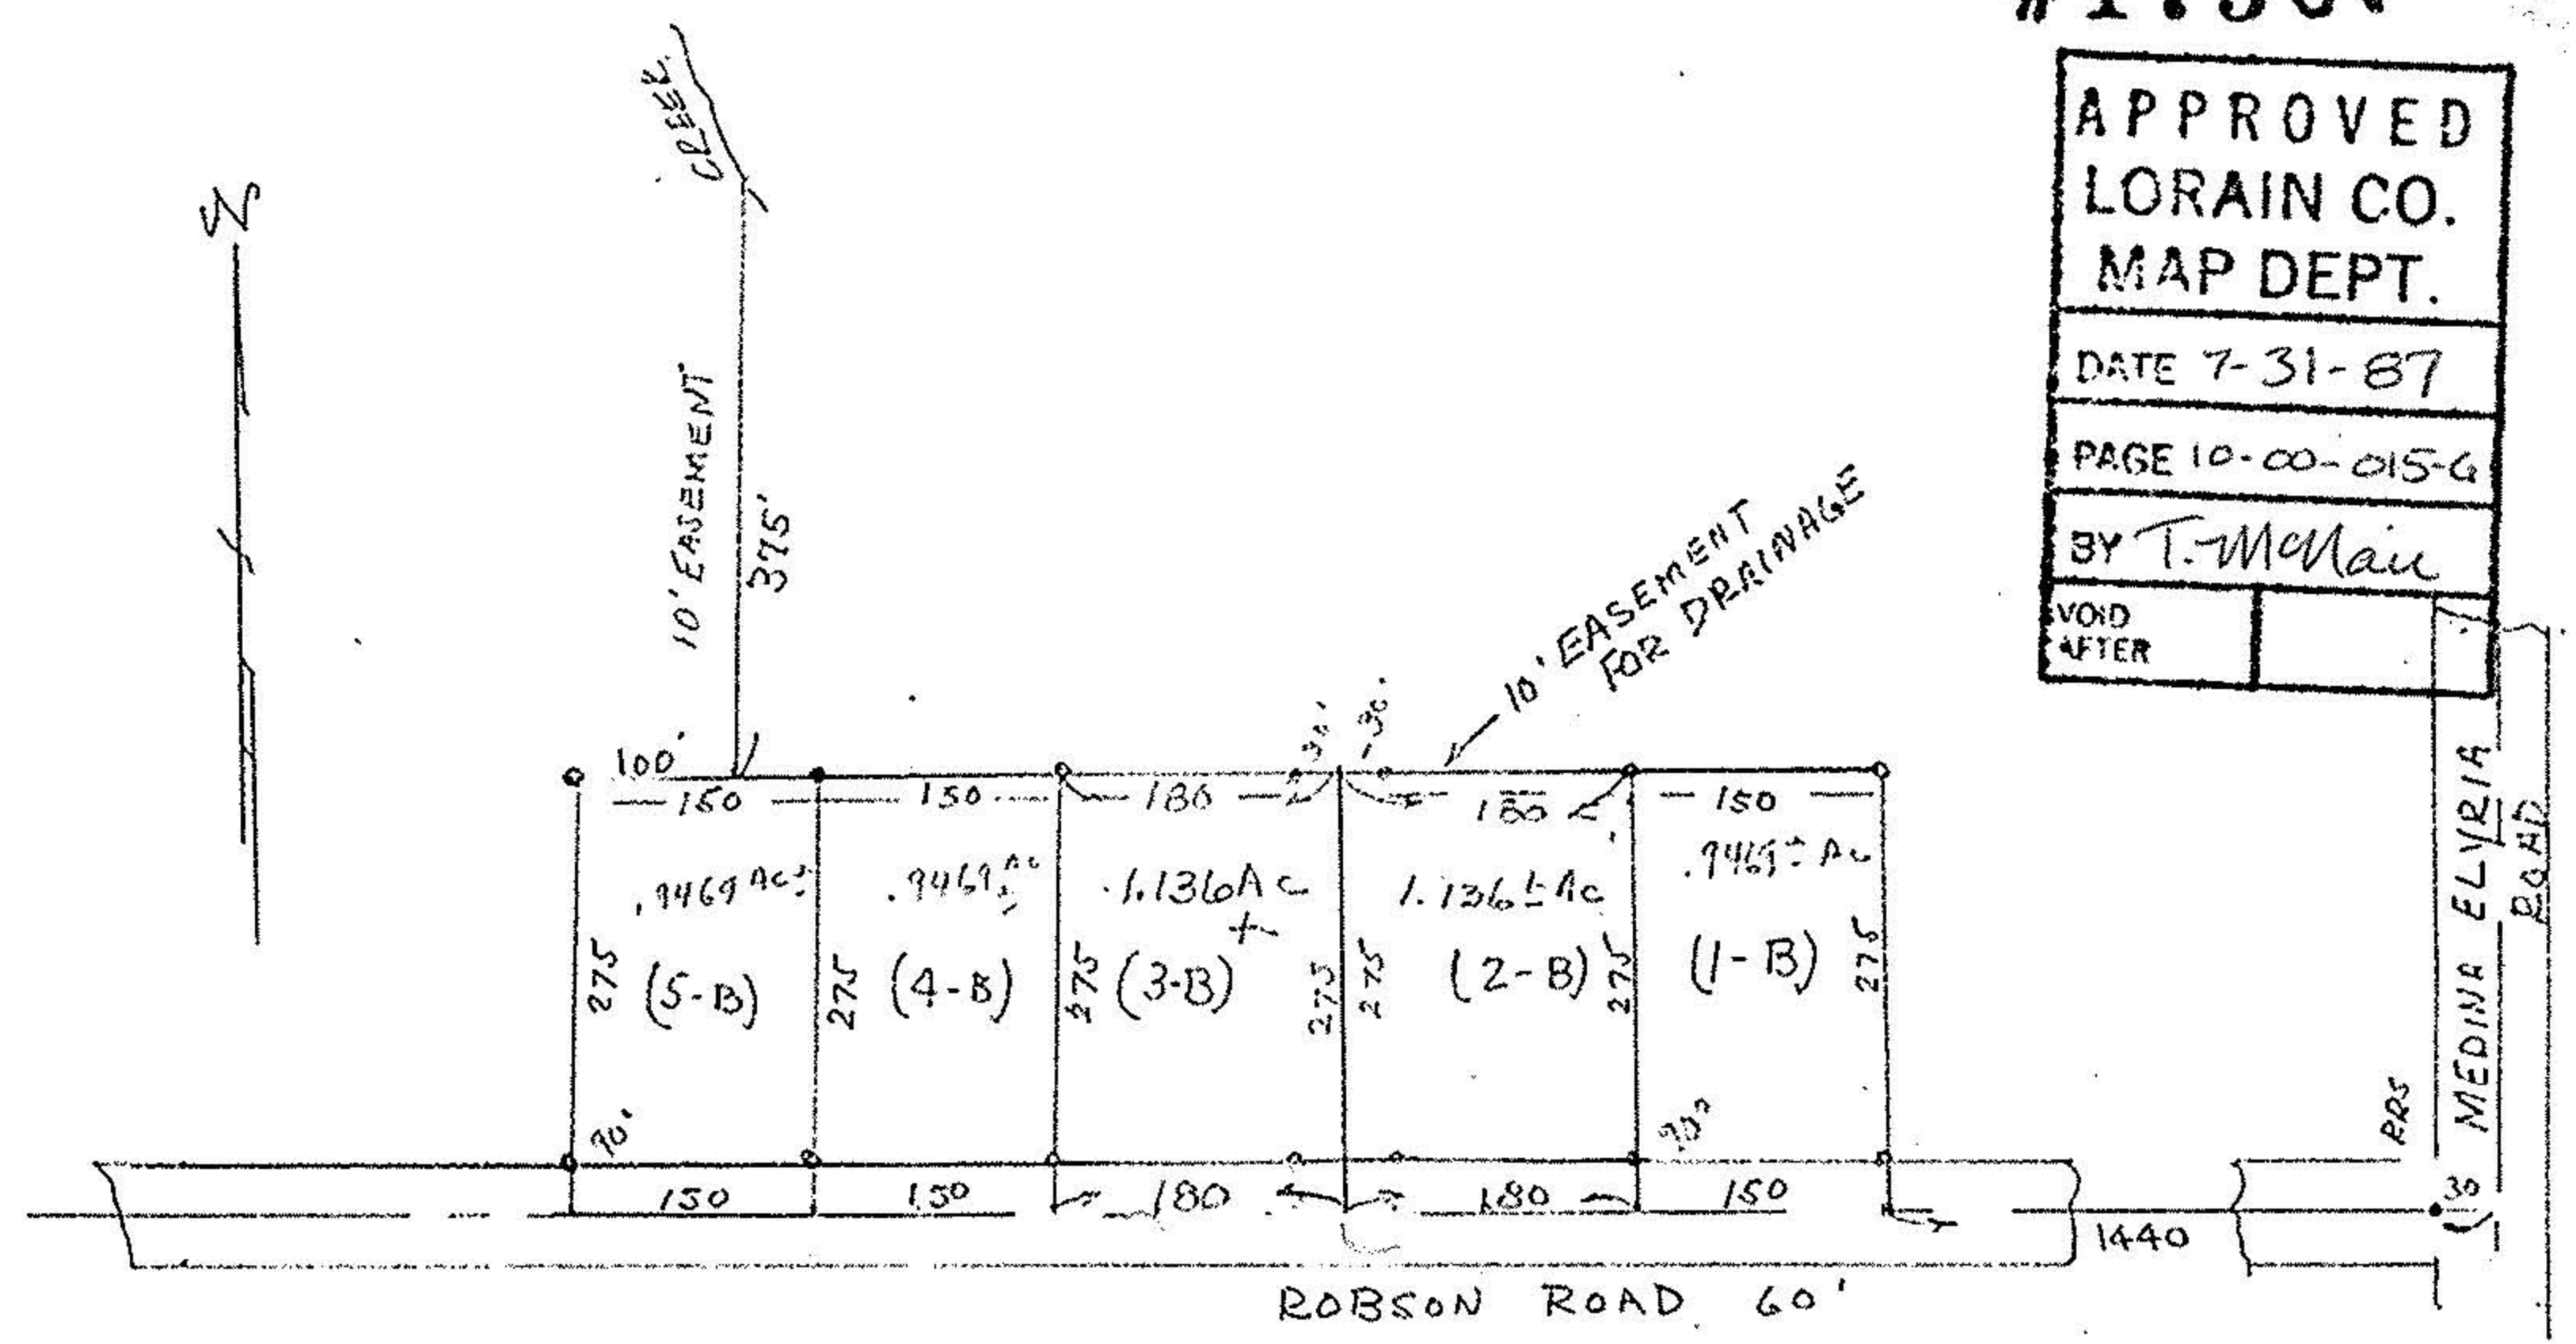 APPROVED
LORAIN CO.
MAP DEPT.
DATE 7-31-87
PAGE 10-00-015-G
BY T. McNair
VOID
AFTER
CREEK
10' EASEMENT
375'
10' EASEMENT
FOR DRAINAGE
100'
30'
30'
150 150 180 180 150
.9469 Ac ±
.9469 Ac ±
1.136 Ac ±
1.136 ± Ac
.9469 ± Ac
275 (5-B) 275 (4-B) 275 (3-B) 275 275 (2-B) 275 (1-B) 275
90°
90°
150 150 180 180 150
1440
30
MEDINA ELYRIA
ROAD
ROBSON ROAD 60'